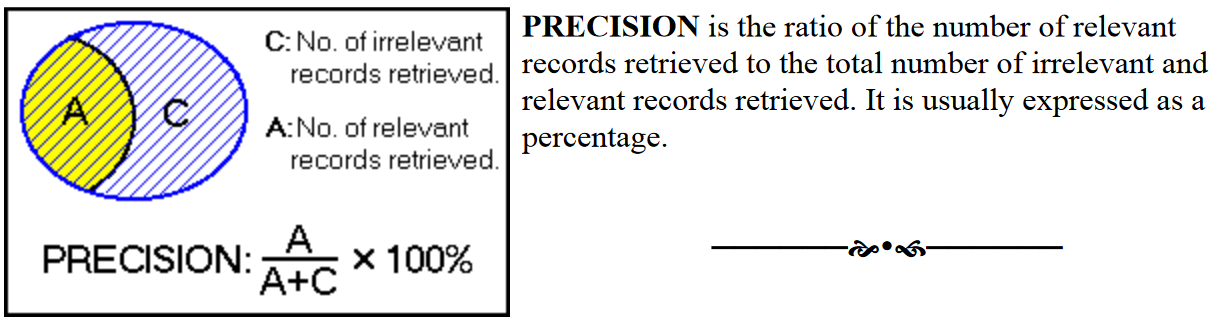 A
C
C: No. of irrelevant
records retrieved.
A: No. of relevant
records retrieved.
PRECISION: A/A+C × 100%
PRECISION is the ratio of the number of relevant
records retrieved to the total number of irrelevant and
relevant records retrieved. It is usually expressed as a
percentage.